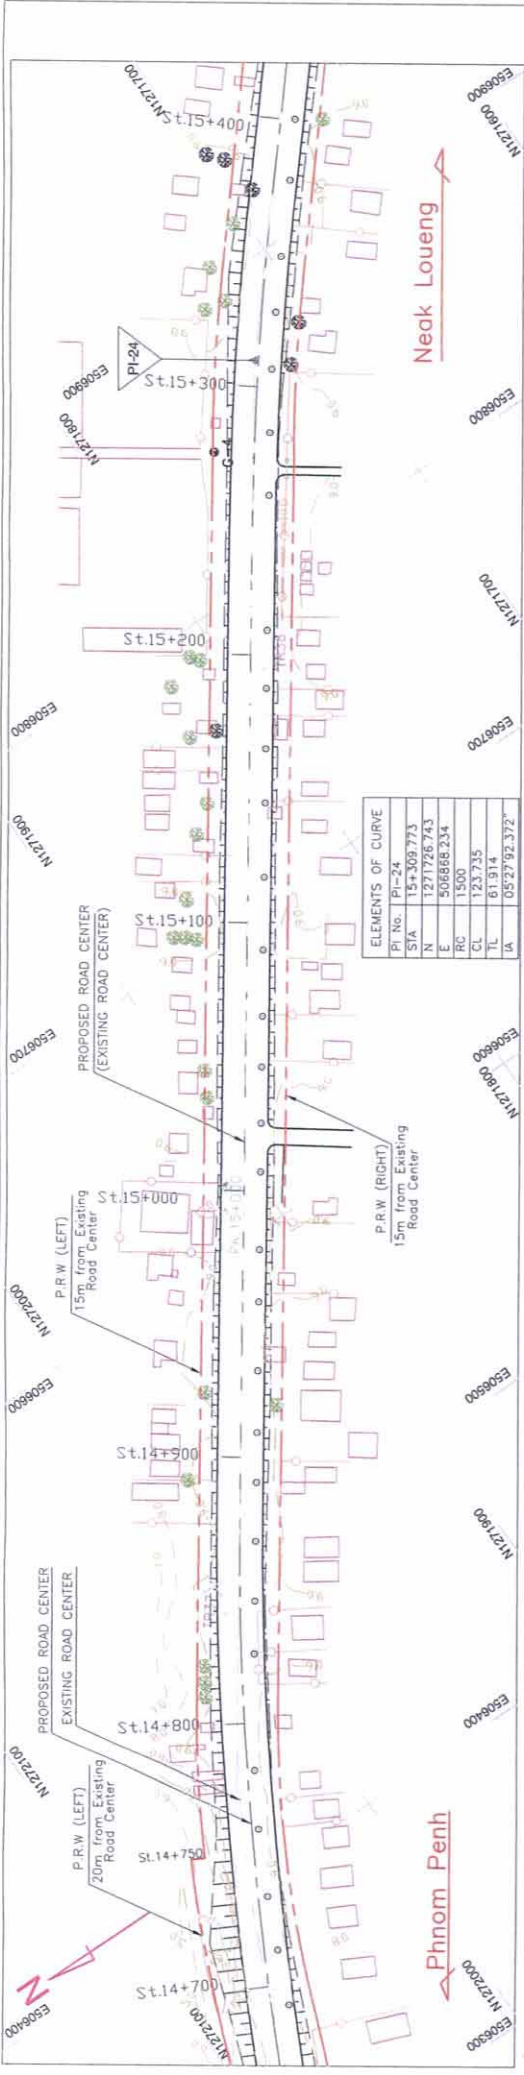 E506400
N1272100
E506600
N1272000
E506700
N1271900
E506800
N1271800
E506900
N1271700
N
P.R.W (LEFT)
20m from Existing
Road Center
PROPOSED ROAD CENTER
EXISTING ROAD CENTER
P.R.W (LEFT)
15m from Existing
Road Center
PROPOSED ROAD CENTER
(EXISTING ROAD CENTER)
PI-24
St.14+700
St.14+750
St.14+800
St.14+900
St.15+000
St.15+100
St.15+200
St.15+300
St.15+400
N1272100
G-4
P.R.W (RIGHT)
15m from Existing
Road Center
Phnom Penh
Neak Loueng
ELEMENTS OF CURVE
PI No. PI-24
STA 15+309.773
N 1271726.743
E 506868.234
RC 1500
CL 123.735
TL 61.914
IA 05°27'92.372"
E506300
N1272000
E506400
N1271900
E506500
N1271800
E506600
E506700
N1271700
E506800
N1271600
E506900